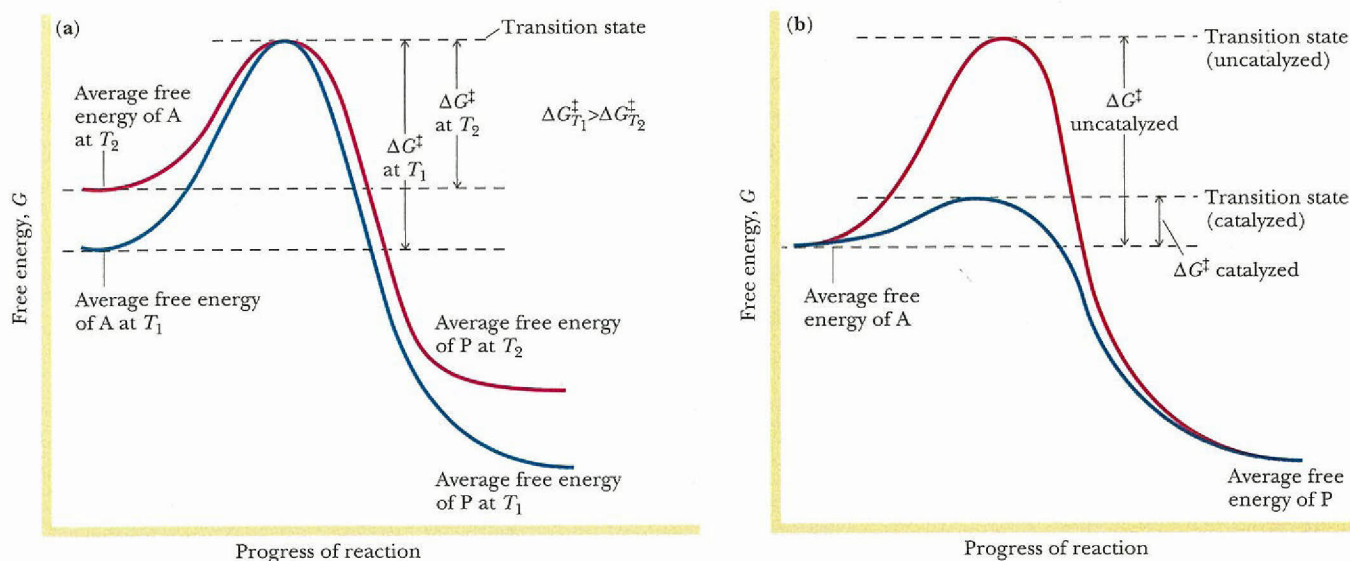 (a)
Transition state
Average free
energy of A
at T₂
ΔG‡
at T₂
ΔG‡
at T₁
ΔG‡T₁>ΔG‡T₂
Free energy, G
Average free energy
of A at T₁
Average free energy
of P at T₂
Average free energy
of P at T₁
Progress of reaction
(b)
Transition state
(uncatalyzed)
ΔG‡
uncatalyzed
Transition state
(catalyzed)
ΔG‡ catalyzed
Free energy, G
Average free
energy of A
Average free
energy of P
Progress of reaction